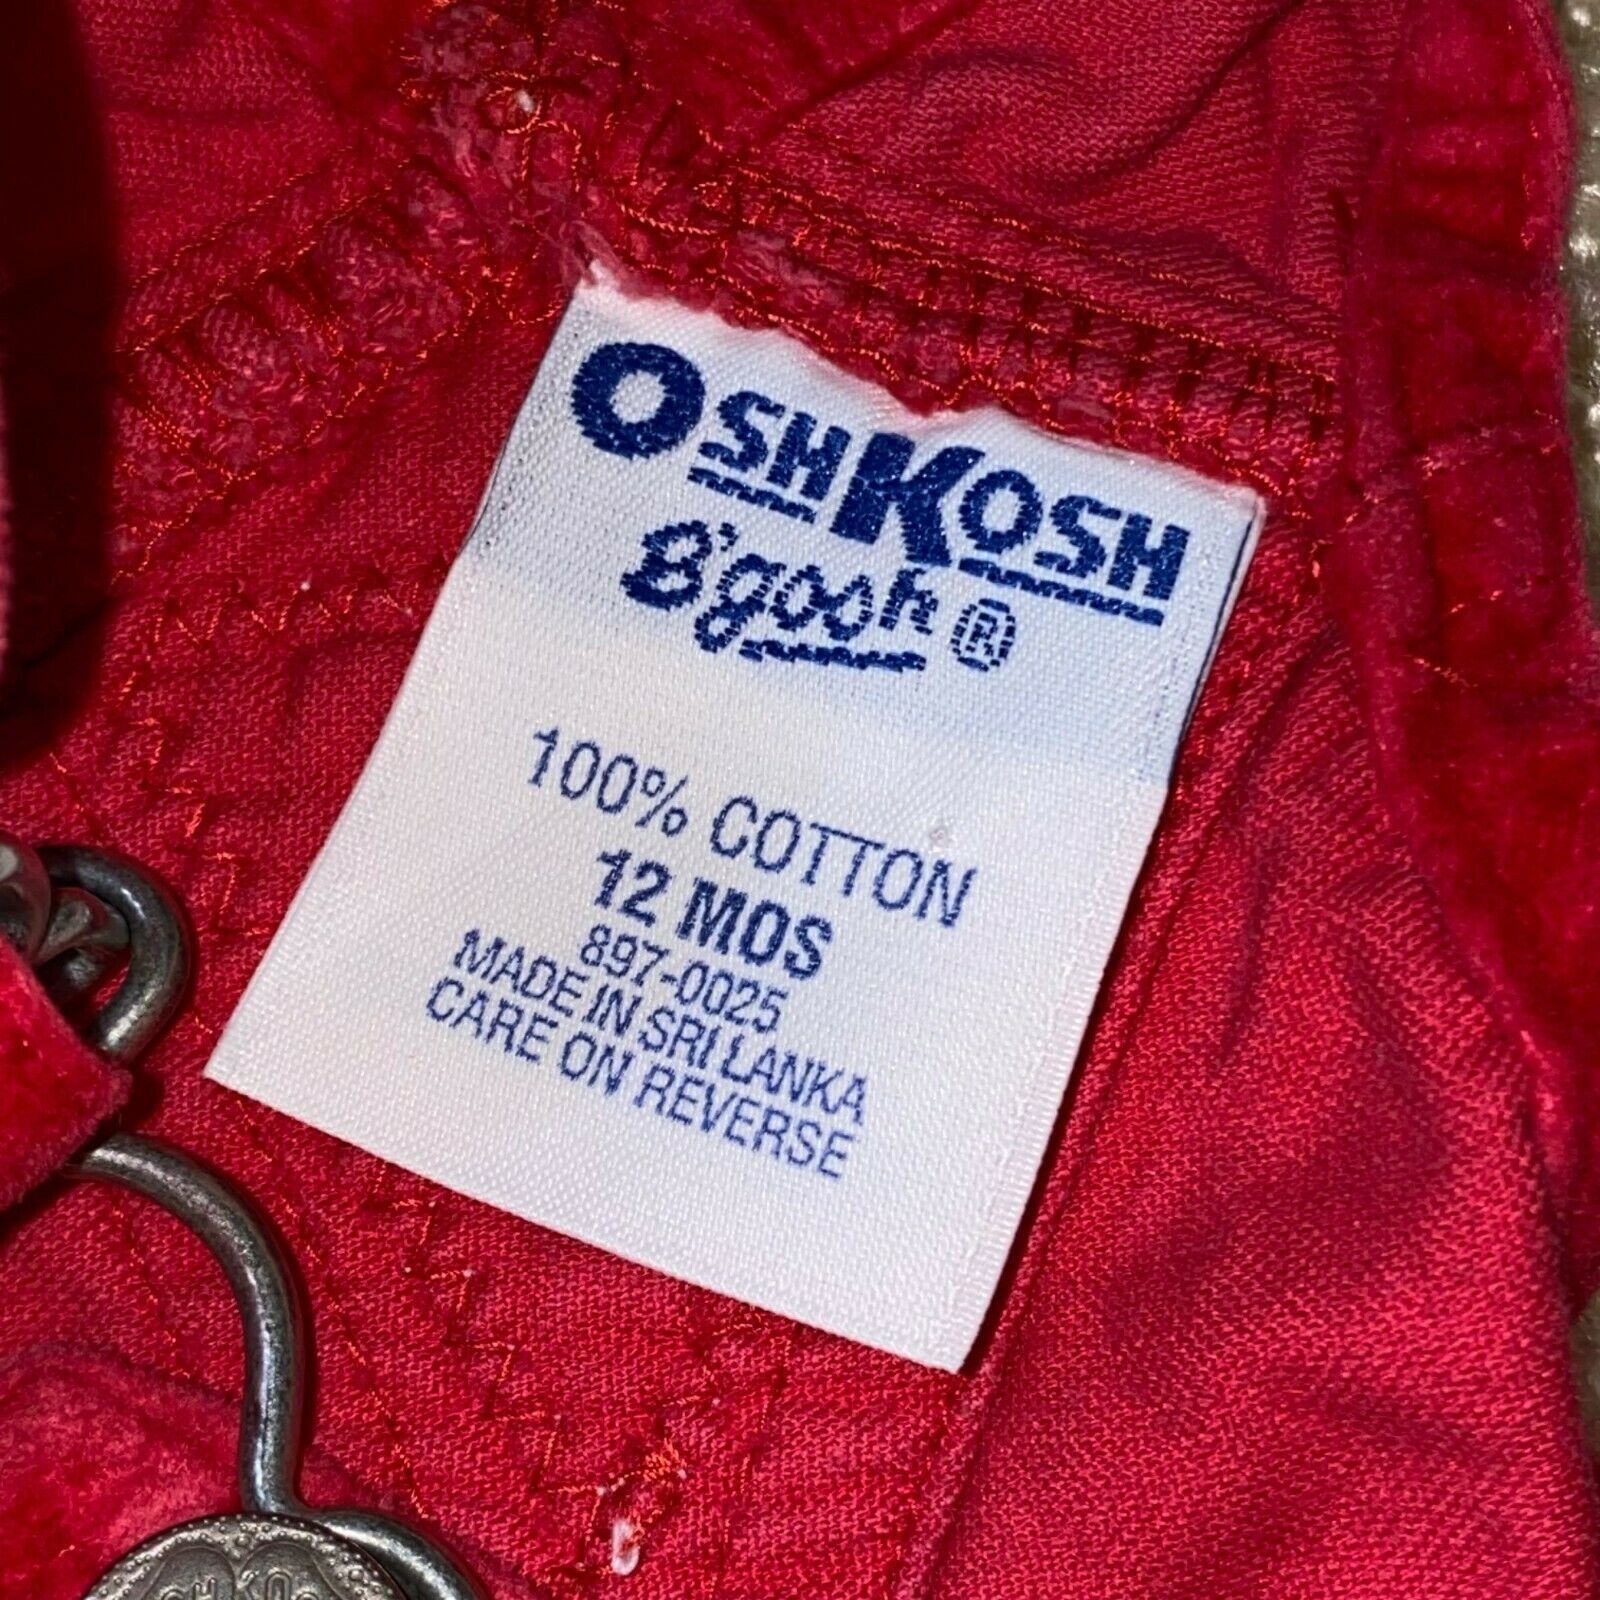 OSHKOSH
B'gosh ®
100% COTTON
12 MOS
897-0025
MADE IN SRI LANKA
CARE ON REVERSE